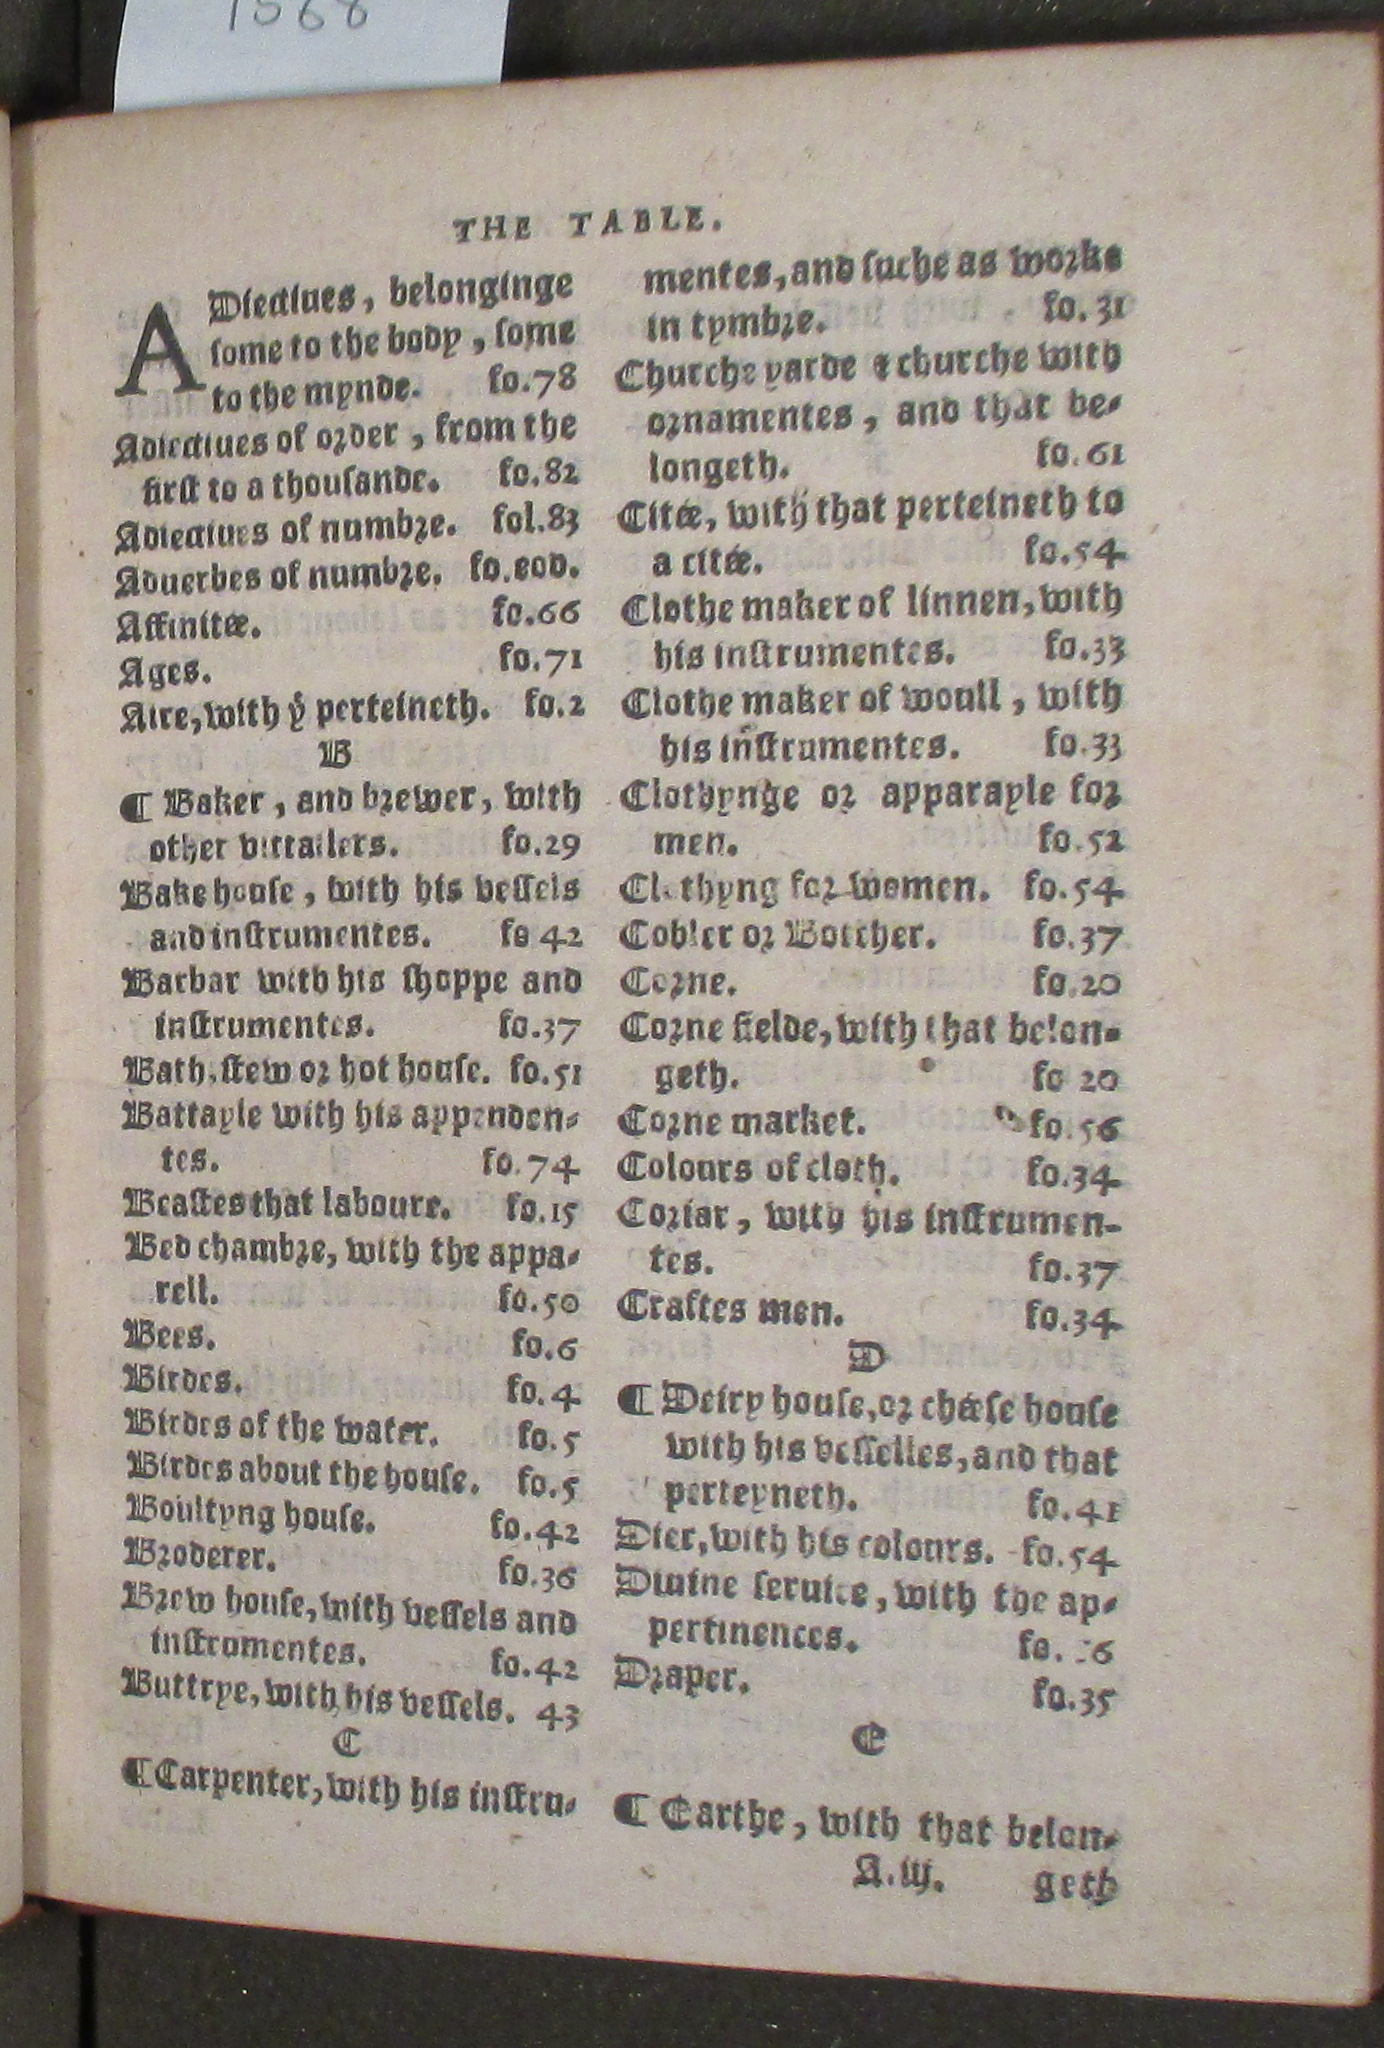 1568
THE TABLE.
ADiectiues, belonginge
some to the body, some
to the mynde. fo.78
Adiectiues of order, from the
first to a thousande. fo.82
Adiectiues of numbre. fol.83
Aduerbes of numbre. fo.eod.
Affinitée. fo.66
Ages. fo.71
Aire, with yͭ perteineth. fo.2
B
¶ Baker, and brewer, with
other vittailers. fo.29
Bakehouse, with his vessels
and instrumentes. fo 42
Barbar with his shoppe and
instrumentes. fo.37
Bath, stew or hot house. fo.51
Battayle with his appenden-
tes. fo.74
Beastes that laboure. fo.15
Bed chambre, with the appa-
rell. fo.50
Bees. fo.6
Birdes. fo.4
Birdes of the water. fo.5
Birdes about the house. fo.5
Boultyng house. fo.42
Broderer. fo.36
Brew house, with vessels and
instrumentes. fo.42
Buttrye, with his vessels. 43
C
¶ Carpenter, with his instru-
mentes, and suche as worke
in tymbre. fo.31
Churche yarde & churche with
ornamentes, and that be-
longeth. fo.61
Citée, with that perteineth to
a citée. fo.54
Clothe maker of linnen, with
his instrumentes. fo.33
Clothe maker of woull, with
his instrumentes. fo.33
Clothynge or apparayle for
men. fo.52
Clothyng for women. fo.54
Cobler or Botcher. fo.37
Corne. fo.20
Corne fielde, with that belon-
geth. fo 20
Corne market. fo.56
Colours of cloth. fo.34
Coriar, with his instrumen-
tes. fo.37
Craftes men. fo.34
D
¶ Deiry house, or chéese house
with his vesselles, and that
perteyneth. fo.41
Dier, with his colours. fo.54
Diuine seruice, with the ap-
pertinences. fo. 6
Draper. fo.35
E
¶ Earthe, with that belon-
A.iij. geth